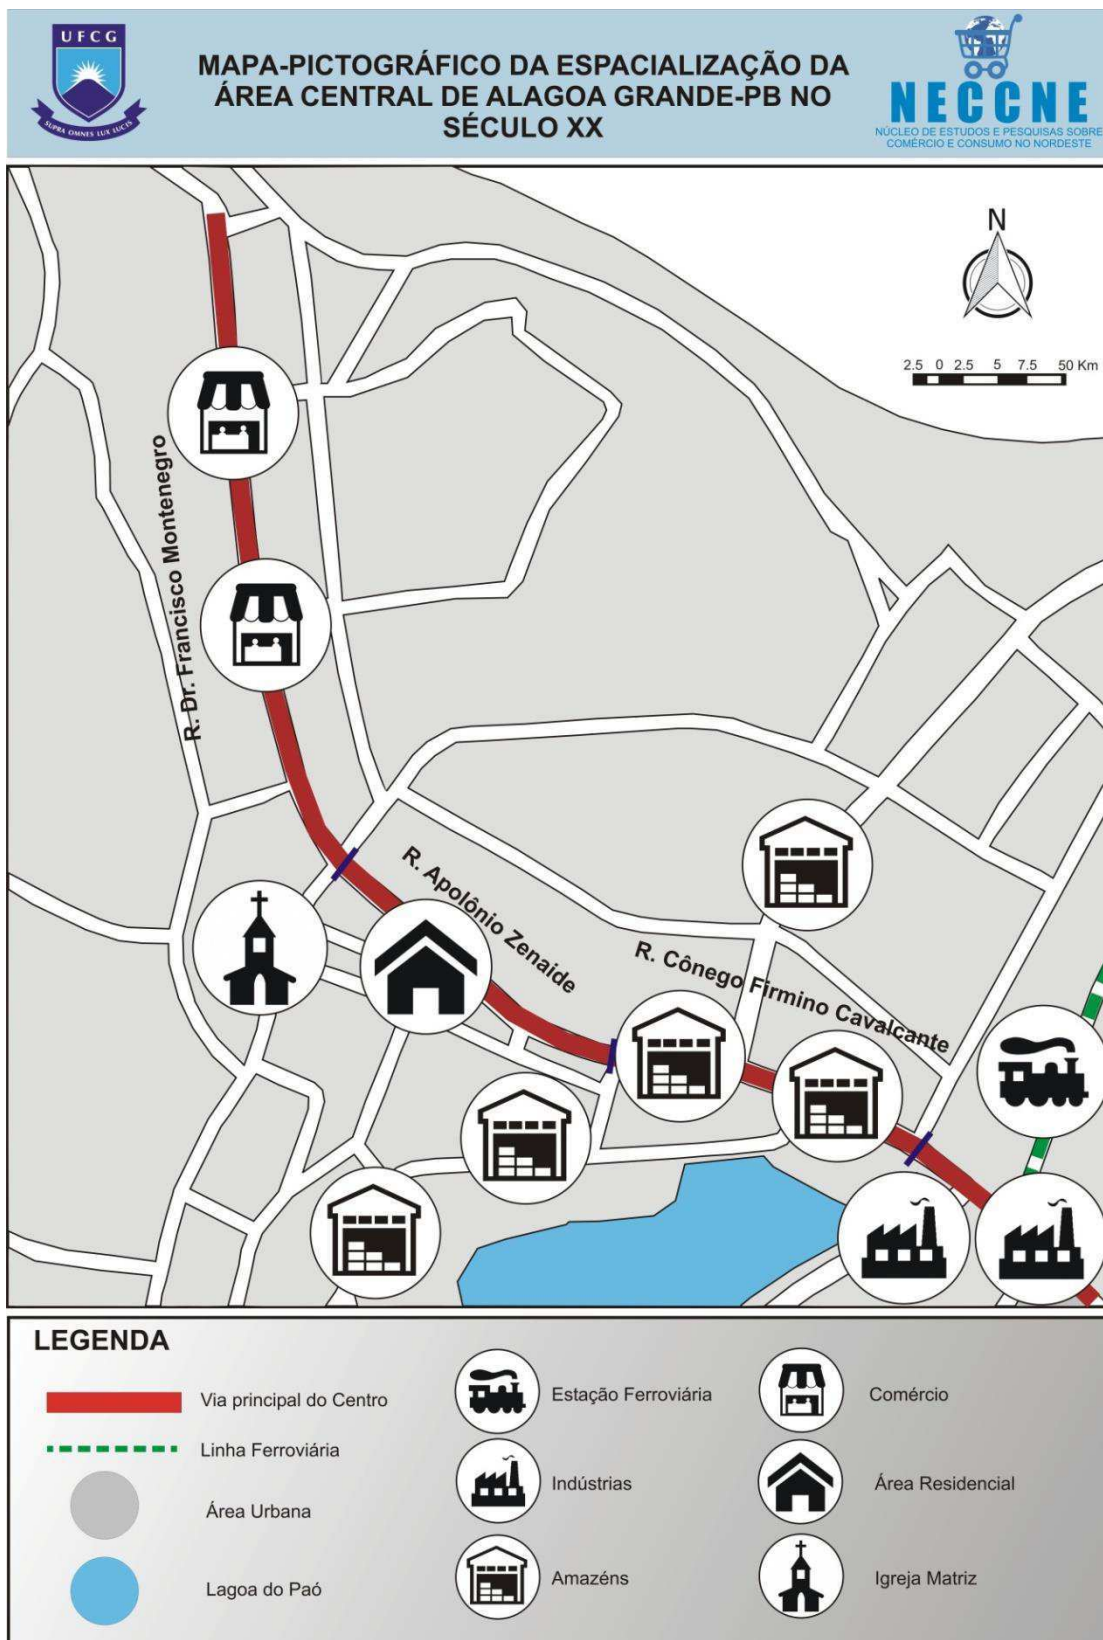 UFCG
SUPRA OMNES LUX LUCIS
MAPA-PICTOGRÁFICO DA ESPACIALIZAÇÃO DA
ÁREA CENTRAL DE ALAGOA GRANDE-PB NO
SÉCULO XX
NECCNE
NÚCLEO DE ESTUDOS E PESQUISAS SOBRE
COMÉRCIO E CONSUMO NO NORDESTE
N
2.5 0 2.5 5 7.5 50 Km
R. Dr. Francisco Montenegro
R. Apolônio Zenaide
R. Cônego Firmino Cavalcante
LEGENDA
Via principal do Centro
Linha Ferroviária
Área Urbana
Lagoa do Paó
Estação Ferroviária
Indústrias
Amazéns
Comércio
Área Residencial
Igreja Matriz